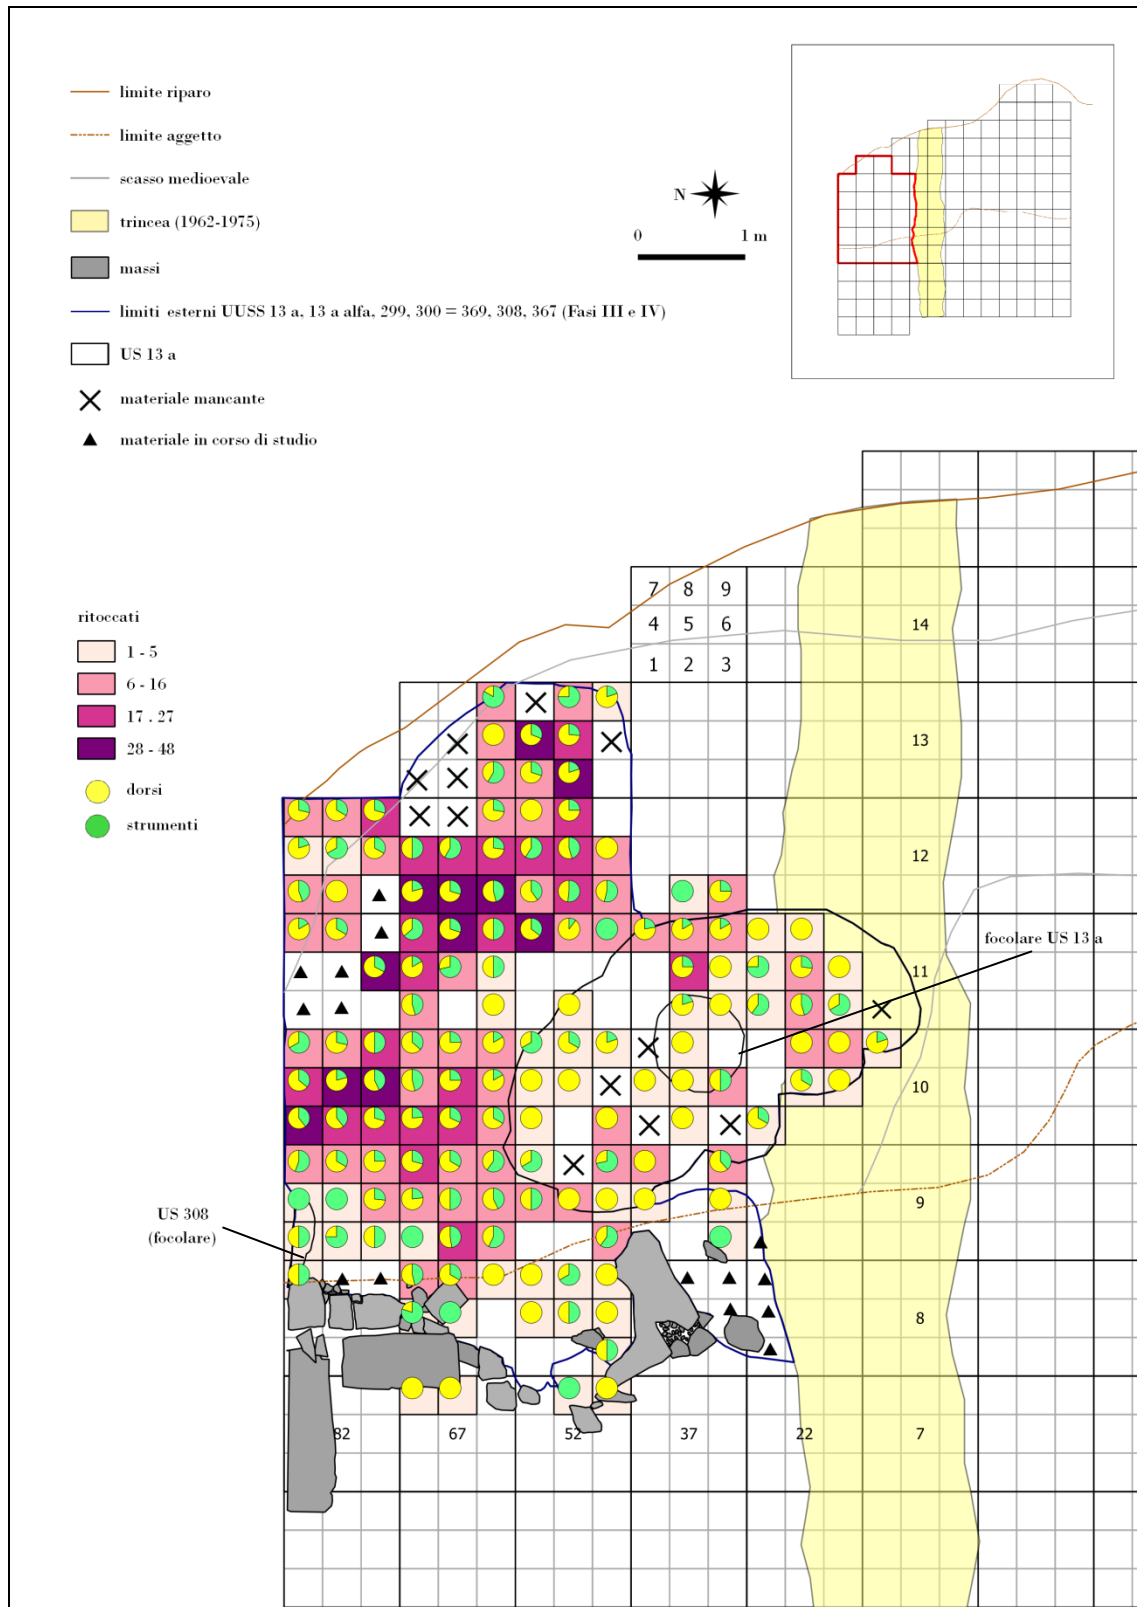 limite riparo
limite aggetto
scasso medioevale
trincea (1962-1975)
massi
limiti esterni UUSS 13 a, 13 a alfa, 299, 300 = 369, 308, 367 (Fasi III e IV)
US 13 a
materiale mancante
materiale in corso di studio
N
0 1 m
ritoccati
1 - 5
6 - 16
17 . 27
28 - 48
dorsi
strumenti
7 8 9
4 5 6
1 2 3
14
13
12
focolare US 13 a
11
10
9
US 308
(focolare)
8
82 67 52 37 22 7